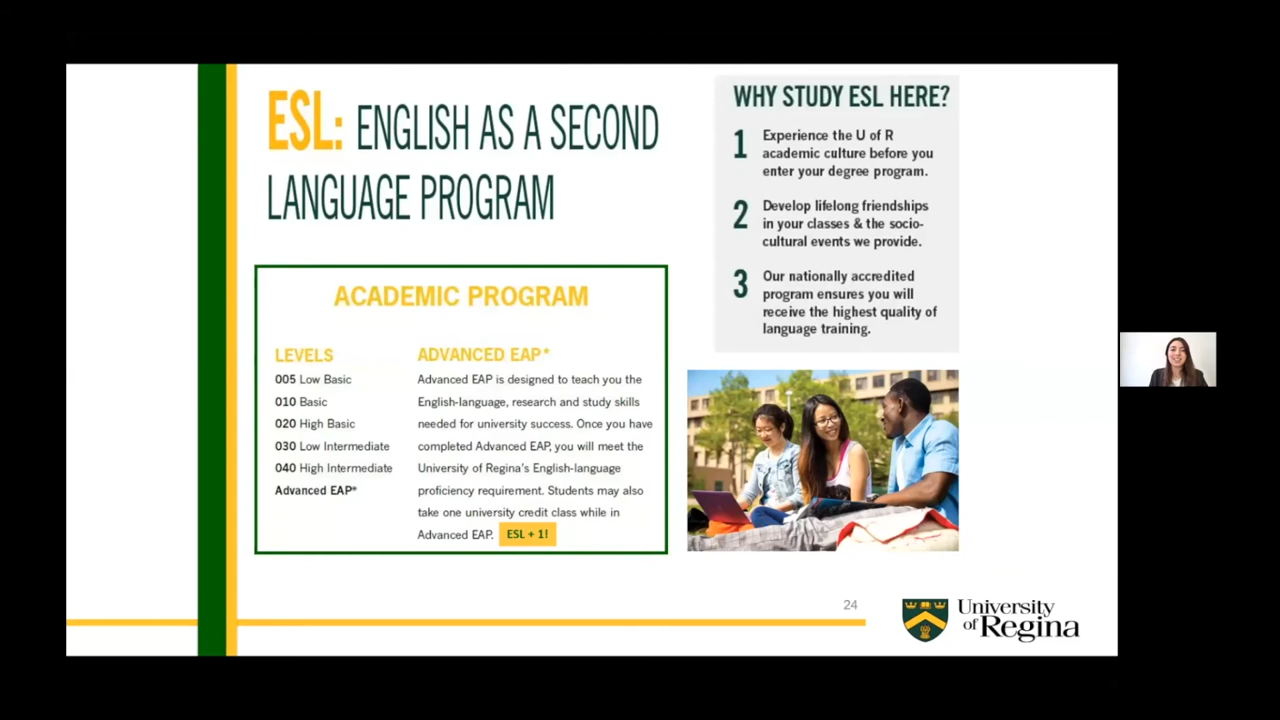 ESL: ENGLISH AS A SECOND
LANGUAGE PROGRAM
ACADEMIC PROGRAM
LEVELS
005 Low Basic
010 Basic
020 High Basic
030 Low Intermediate
040 High Intermediate
Advanced EAP*
ADVANCED EAP*
Advanced EAP is designed to teach you the
English-language, research and study skills
needed for university success. Once you have
completed Advanced EAP, you will meet the
University of Regina's English-language
proficiency requirement. Students may also
take one university credit class while in
Advanced EAP. ESL + 1!
WHY STUDY ESL HERE?
1 Experience the U of R
academic culture before you
enter your degree program.
2 Develop lifelong friendships
in your classes & the socio-
cultural events we provide.
3 Our nationally accredited
program ensures you will
receive the highest quality of
language training.
24
University
of Regina